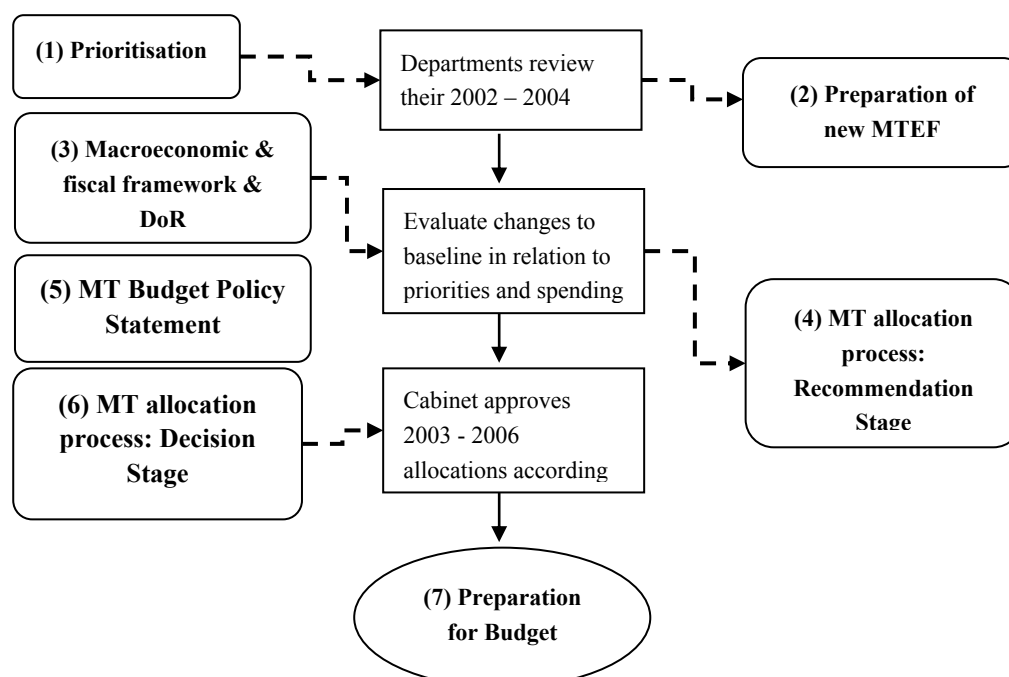 (1) Prioritisation
Departments review
their 2002 – 2004
(2) Preparation of
new MTEF
(3) Macroeconomic &
fiscal framework &
DoR
Evaluate changes to
baseline in relation to
priorities and spending
(4) MT allocation
process:
Recommendation
Stage
(5) MT Budget Policy
Statement
(6) MT allocation
process: Decision
Stage
Cabinet approves
2003 - 2006
allocations according
(7) Preparation
for Budget